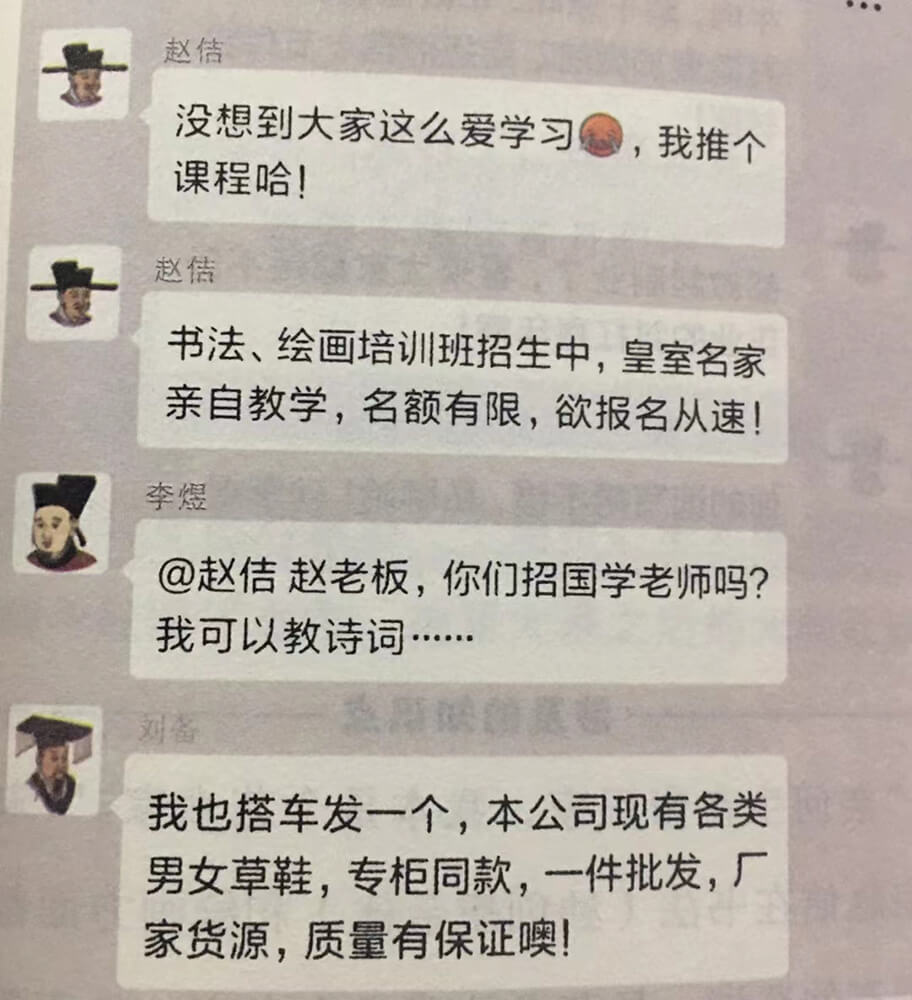 赵佶
没想到大家这么爱学习，我推个
课程哈！
赵佶
书法、绘画培训班招生中，皇室名家
亲自教学，名额有限，欲报名从速！
李煜
@赵佶 赵老板，你们招国学老师吗？
我可以教诗词……
刘备
我也搭车发一个，本公司现有各类
男女草鞋，专柜同款，一件批发，厂
家货源，质量有保证噢！